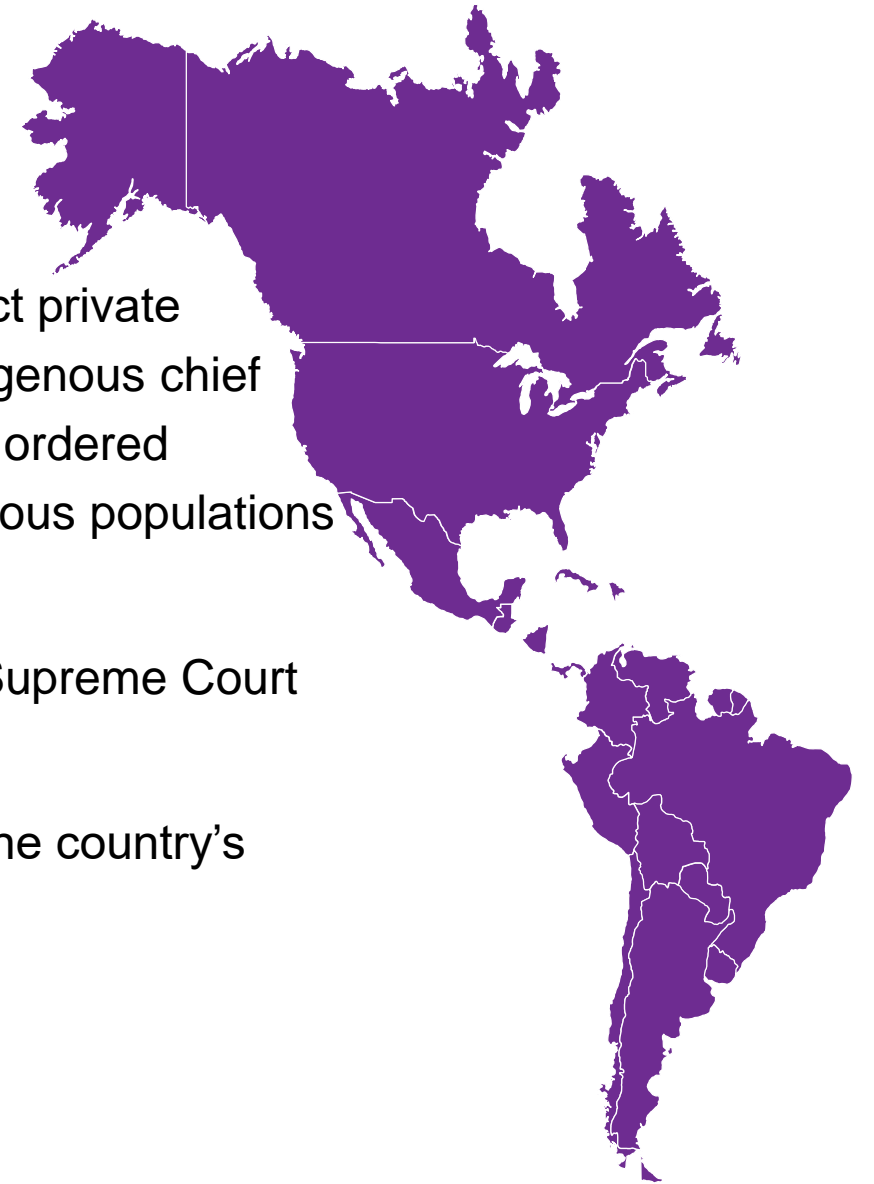 ct private
genous chief
ordered
ous populations
Supreme Court
he country's